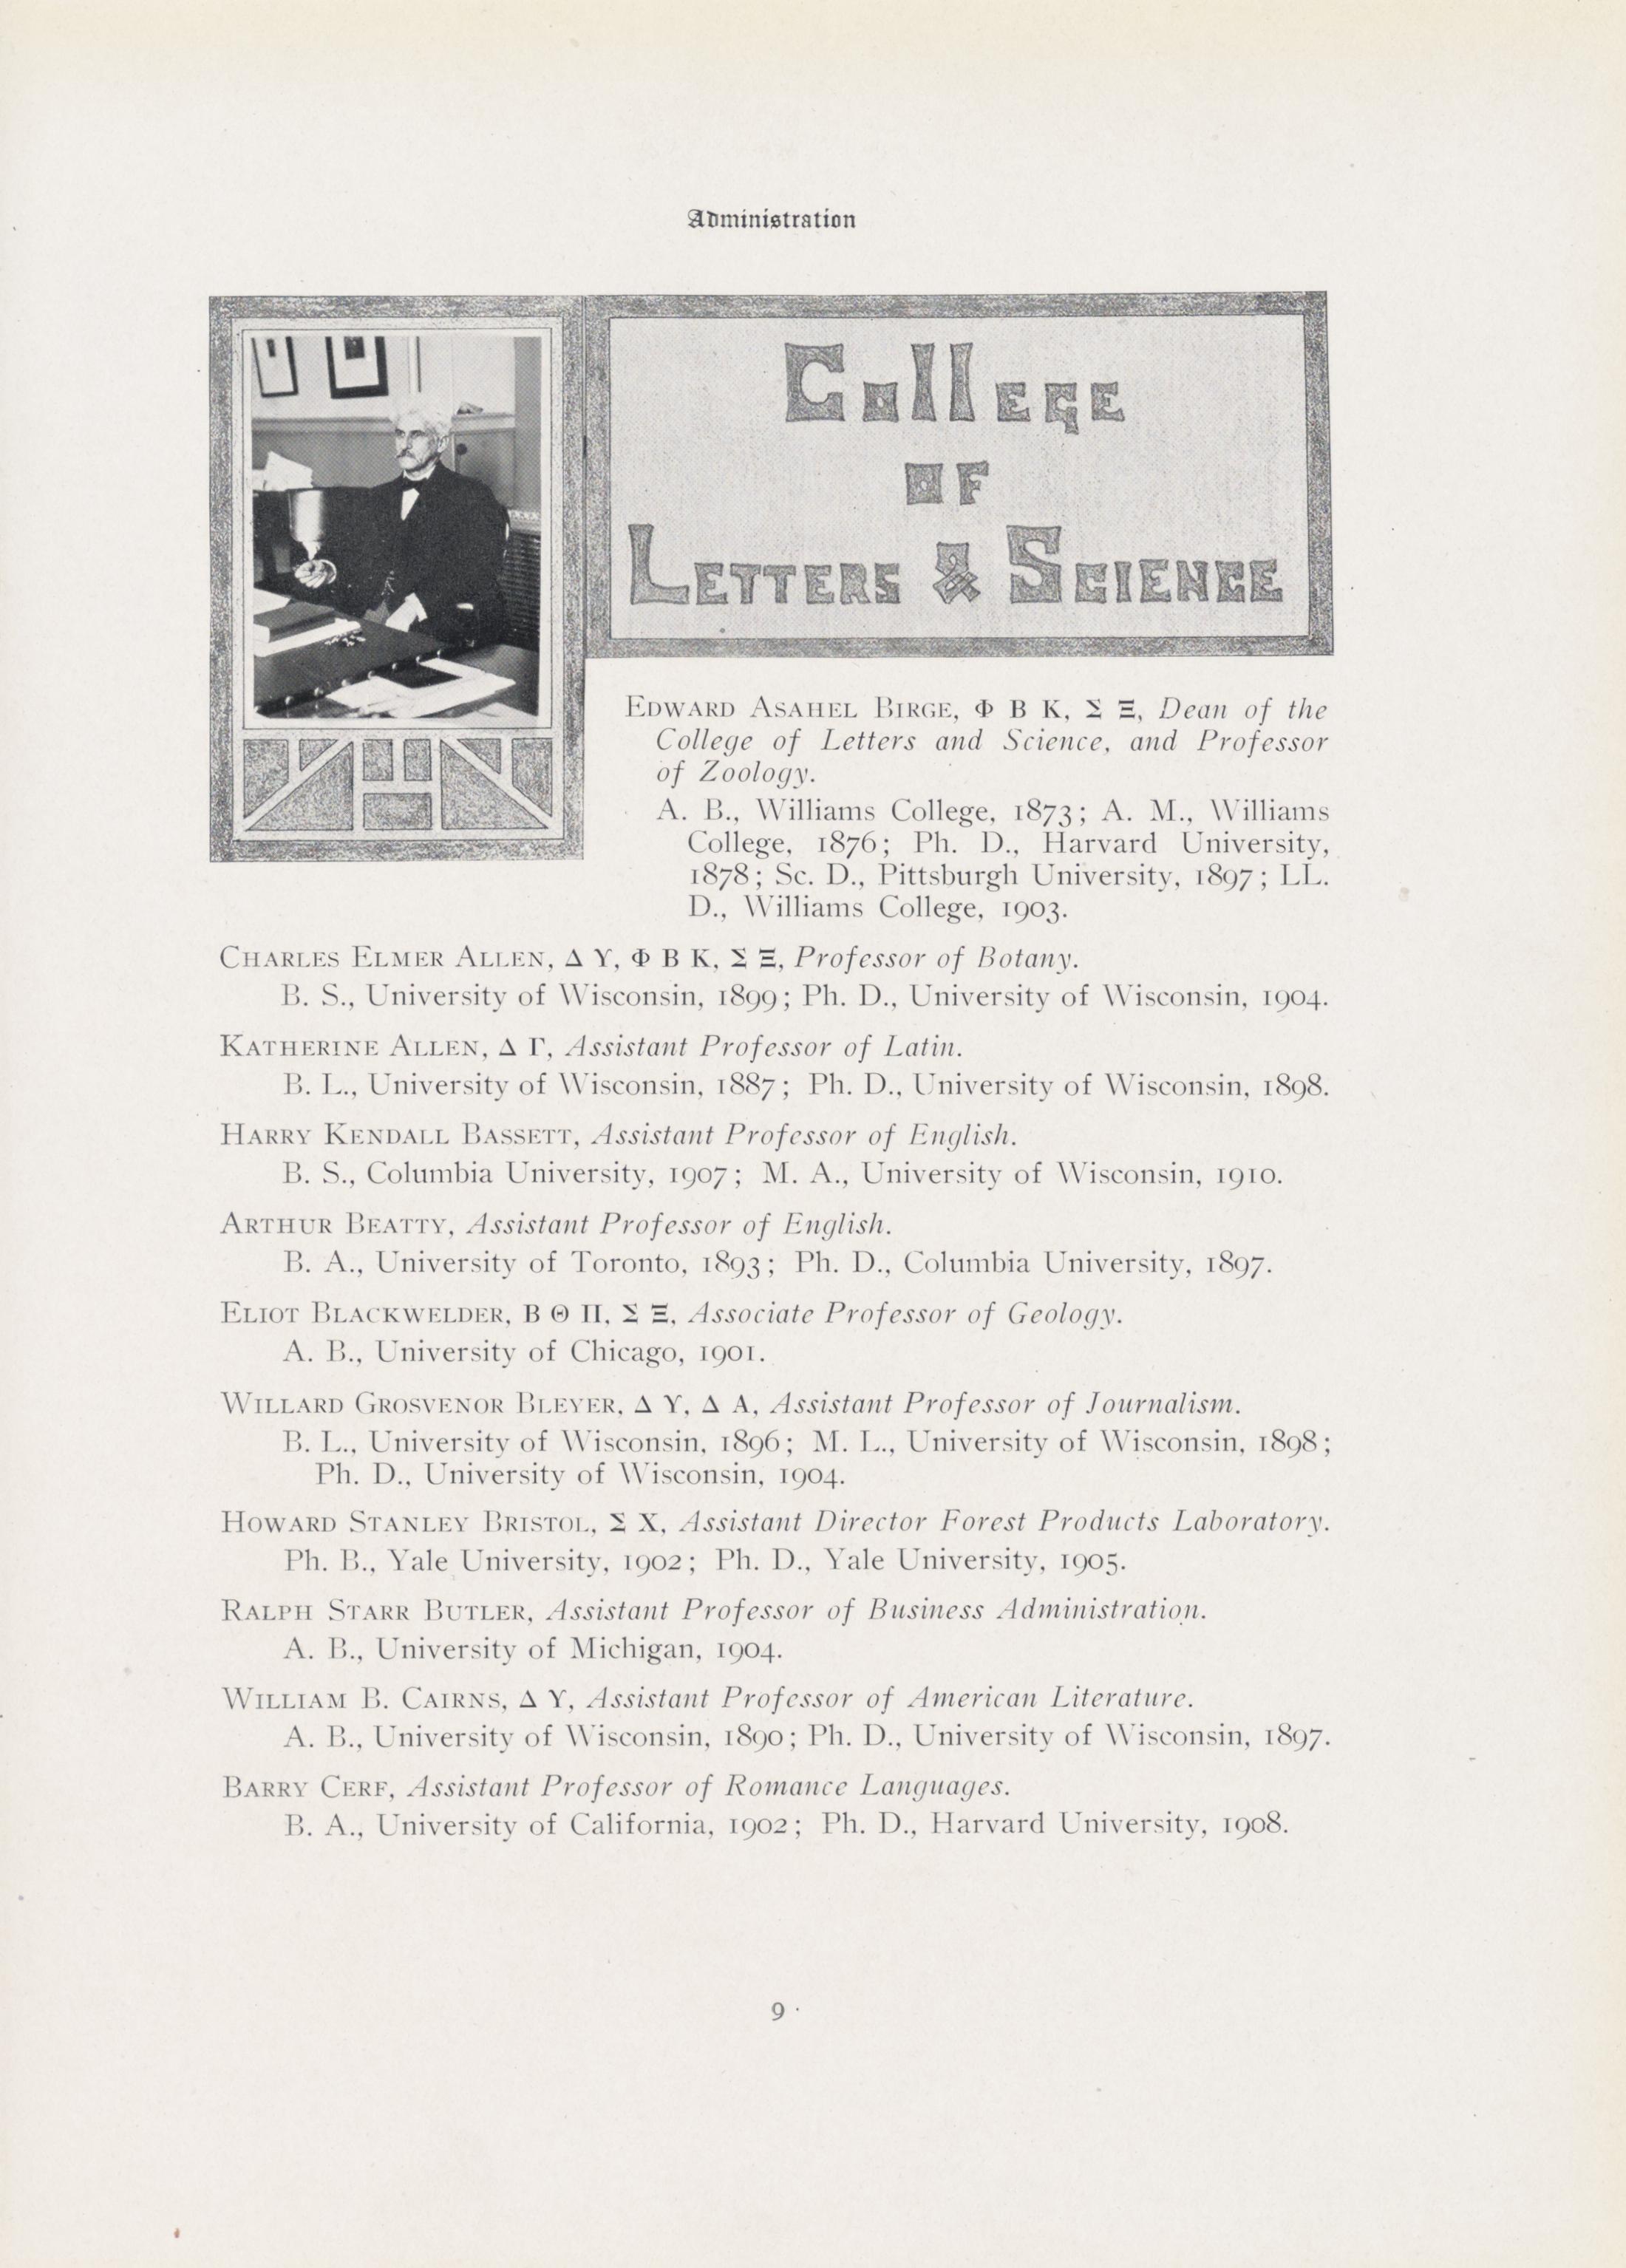 Administration
College
of
Letters & Science
Edward Asahel Birge, Φ B K, Σ Ξ, Dean of the
College of Letters and Science, and Professor
of Zoology.
A. B., Williams College, 1873; A. M., Williams
College, 1876; Ph. D., Harvard University,
1878; Sc. D., Pittsburgh University, 1897; LL.
D., Williams College, 1903.
Charles Elmer Allen, Δ Υ, Φ B K, Σ Ξ, Professor of Botany.
B. S., University of Wisconsin, 1899; Ph. D., University of Wisconsin, 1904.
Katherine Allen, Δ Γ, Assistant Professor of Latin.
B. L., University of Wisconsin, 1887; Ph. D., University of Wisconsin, 1898.
Harry Kendall Bassett, Assistant Professor of English.
B. S., Columbia University, 1907; M. A., University of Wisconsin, 1910.
Arthur Beatty, Assistant Professor of English.
B. A., University of Toronto, 1893; Ph. D., Columbia University, 1897.
Eliot Blackwelder, B Θ Π, Σ Ξ, Associate Professor of Geology.
A. B., University of Chicago, 1901.
Willard Grosvenor Bleyer, Δ Υ, Δ A, Assistant Professor of Journalism.
B. L., University of Wisconsin, 1896; M. L., University of Wisconsin, 1898;
Ph. D., University of Wisconsin, 1904.
Howard Stanley Bristol, Σ X, Assistant Director Forest Products Laboratory.
Ph. B., Yale University, 1902; Ph. D., Yale University, 1905.
Ralph Starr Butler, Assistant Professor of Business Administration.
A. B., University of Michigan, 1904.
William B. Cairns, Δ Υ, Assistant Professor of American Literature.
A. B., University of Wisconsin, 1890; Ph. D., University of Wisconsin, 1897.
Barry Cerf, Assistant Professor of Romance Languages.
B. A., University of California, 1902; Ph. D., Harvard University, 1908.
9